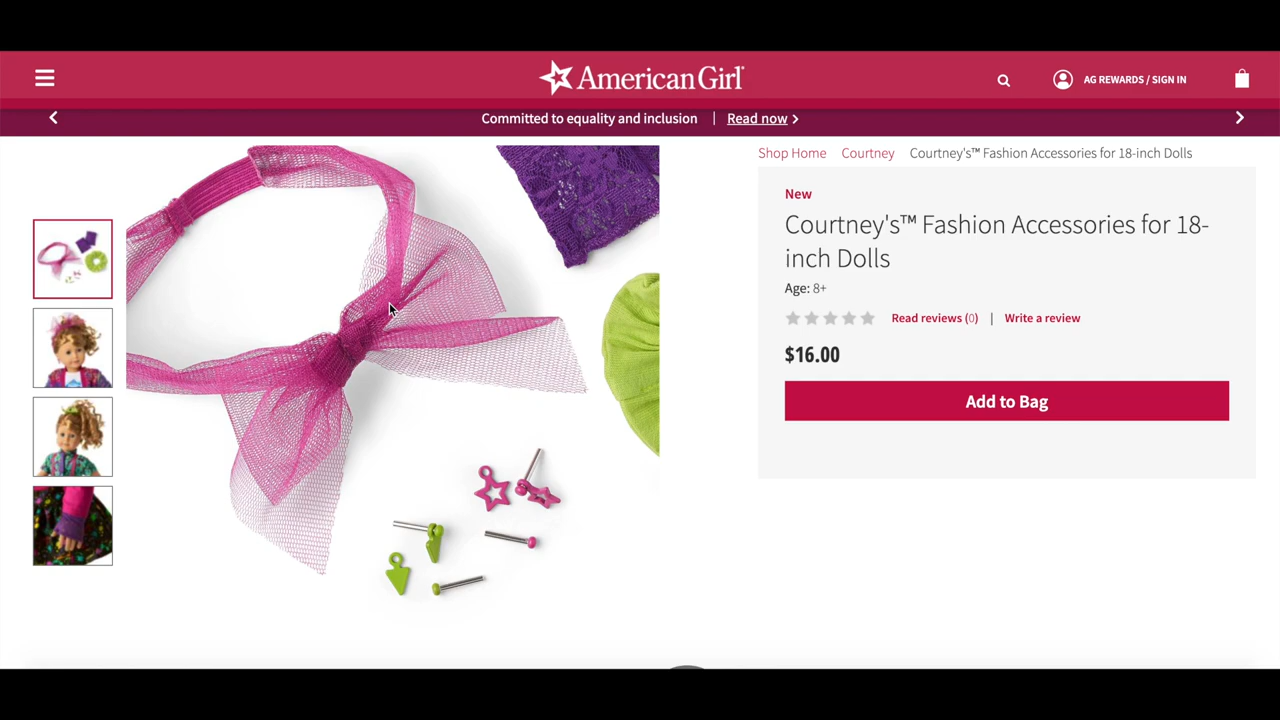 American Girl®
AG REWARDS / SIGN IN
Committed to equality and inclusion | Read now >
Shop Home Courtney Courtney's™ Fashion Accessories for 18-inch Dolls
New
Courtney's™ Fashion Accessories for 18-
inch Dolls
Age: 8+
Read reviews (0) | Write a review
$16.00
Add to Bag